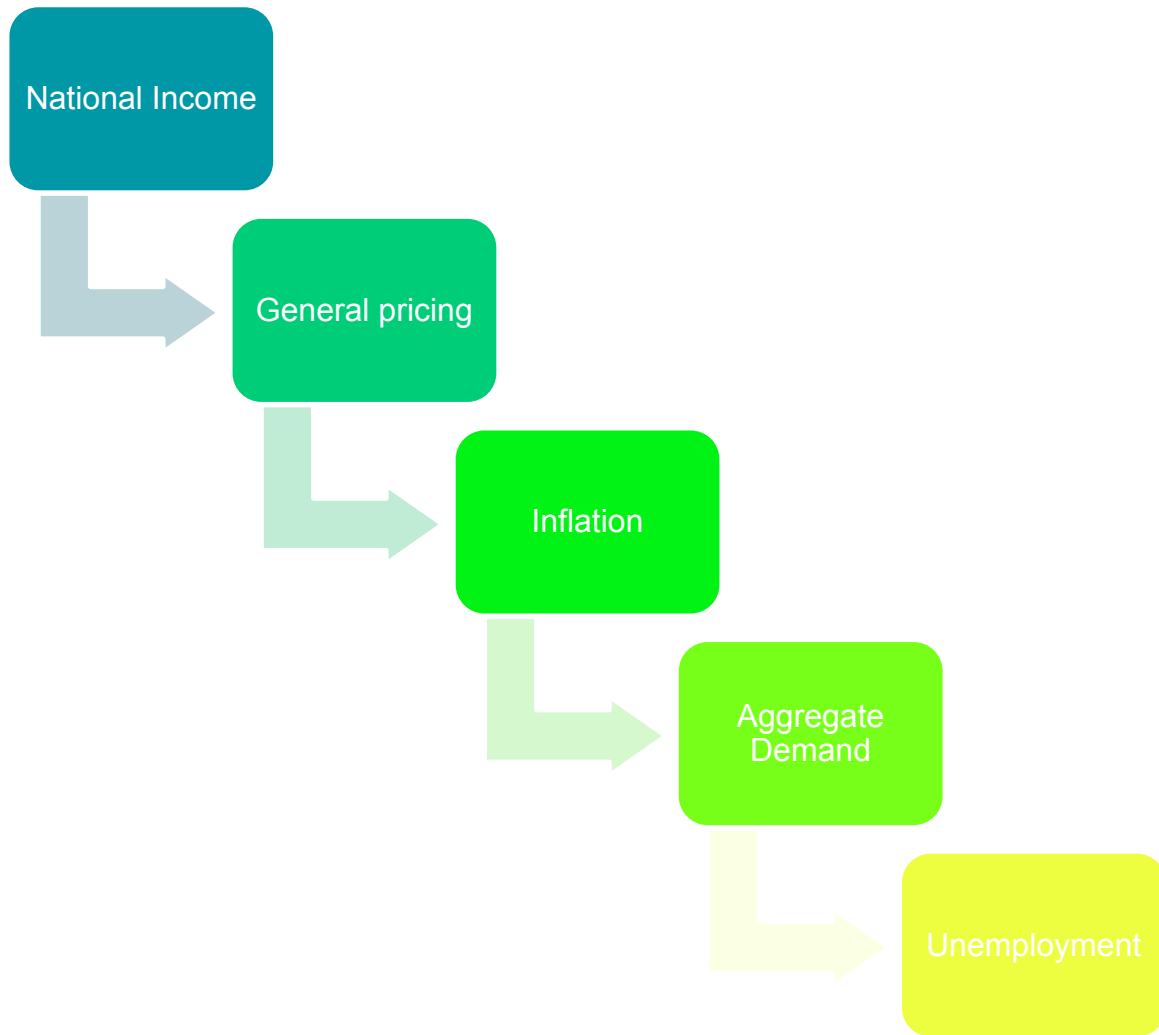 National Income
General pricing
Inflation
Aggregate
Demand
Unemployment